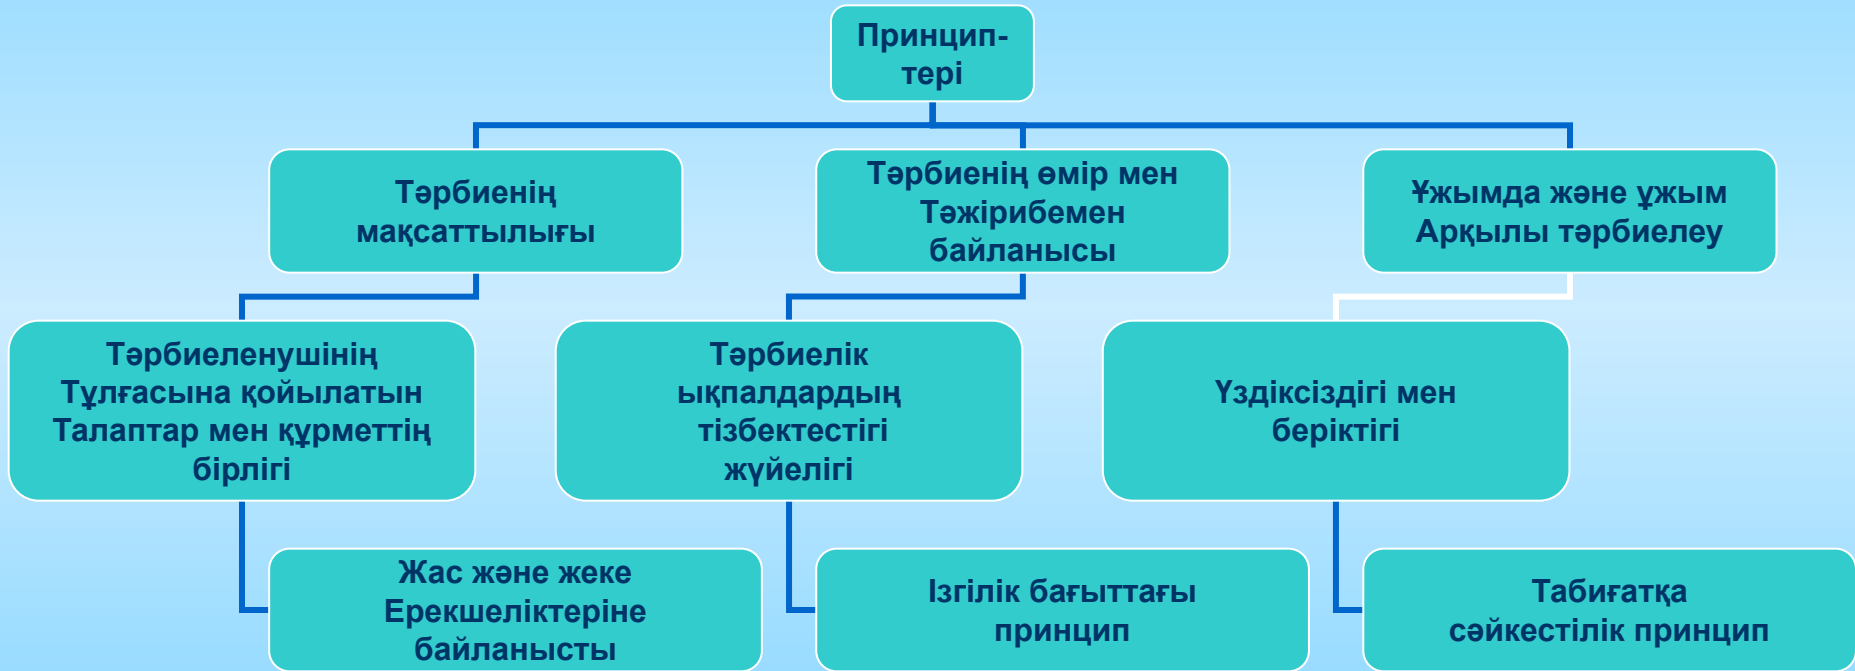 Принцип-
тері
Тәрбиенің
мақсаттылығы
Тәрбиенің өмір мен
Тәжірибемен
байланысы
Ұжымда және ұжым
Арқылы тәрбиелеу
Тәрбиеленушінің
Тұлғасына қойылатын
Талаптар мен құрметтің
бірлігі
Тәрбиелік
ықпалдардың
тізбектестігі
жүйелігі
Үздіксіздігі мен
беріктігі
Жас және жеке
Ерекшеліктеріне
байланысты
Ізгілік бағыттағы
принцип
Табиғатқа
сәйкестілік принцип